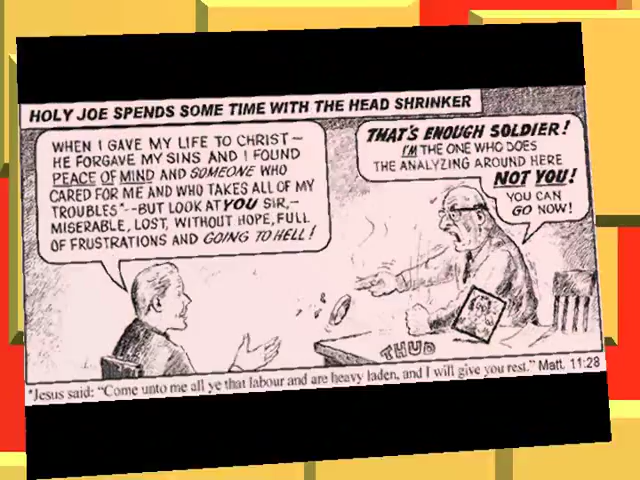 HOLY JOE SPENDS SOME TIME WITH THE HEAD SHRINKER
WHEN I GAVE MY LIFE TO CHRIST—
HE FORGAVE MY SINS AND I FOUND
PEACE OF MIND AND SOMEONE WHO
CARED FOR ME AND WHO TAKES ALL OF MY
TROUBLES*--BUT LOOK AT YOU SIR,—
MISERABLE, LOST, WITHOUT HOPE, FULL
OF FRUSTRATIONS AND GOING TO HELL!
THAT'S ENOUGH SOLDIER!
I'M THE ONE WHO DOES
THE ANALYZING AROUND HERE
NOT YOU!
YOU CAN
GO NOW!
THUD
*Jesus said: "Come unto me all ye that labour and are heavy laden, and I will give you rest." Matt. 11:28